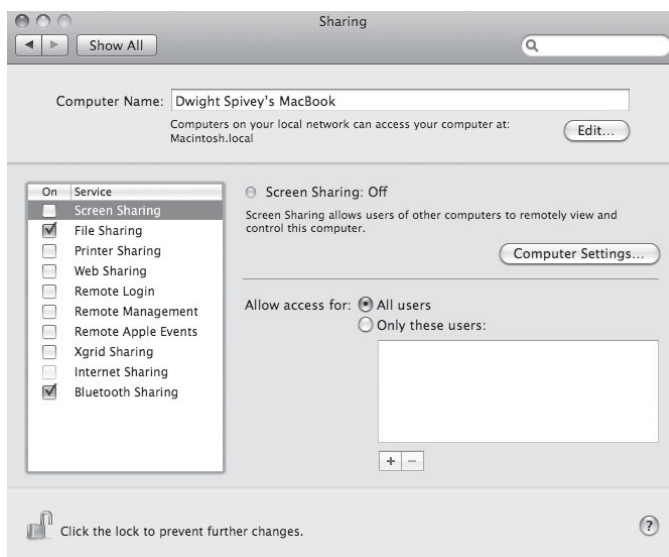 Sharing
Show All
Computer Name: Dwight Spivey's MacBook
Computers on your local network can access your computer at:
Macintosh.local
Edit...
On Service
Screen Sharing
File Sharing
Printer Sharing
Web Sharing
Remote Login
Remote Management
Remote Apple Events
Xgrid Sharing
Internet Sharing
Bluetooth Sharing
Screen Sharing: Off
Screen Sharing allows users of other computers to remotely view and
control this computer.
Computer Settings...
Allow access for: All users
Only these users:
+ −
Click the lock to prevent further changes.
?